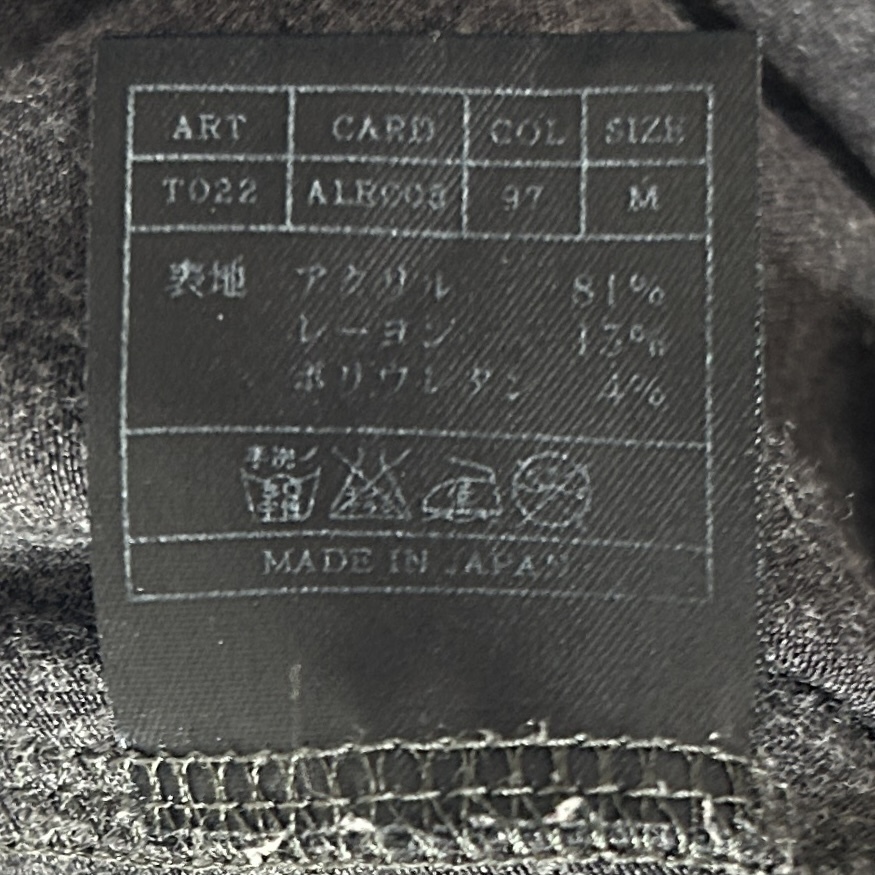 ART CARD COL SIZE
T022 97 M
表地 アクリル 81%
レーヨン 15%
ポリウレタン 4%
手洗イ
MADE IN JAPAN